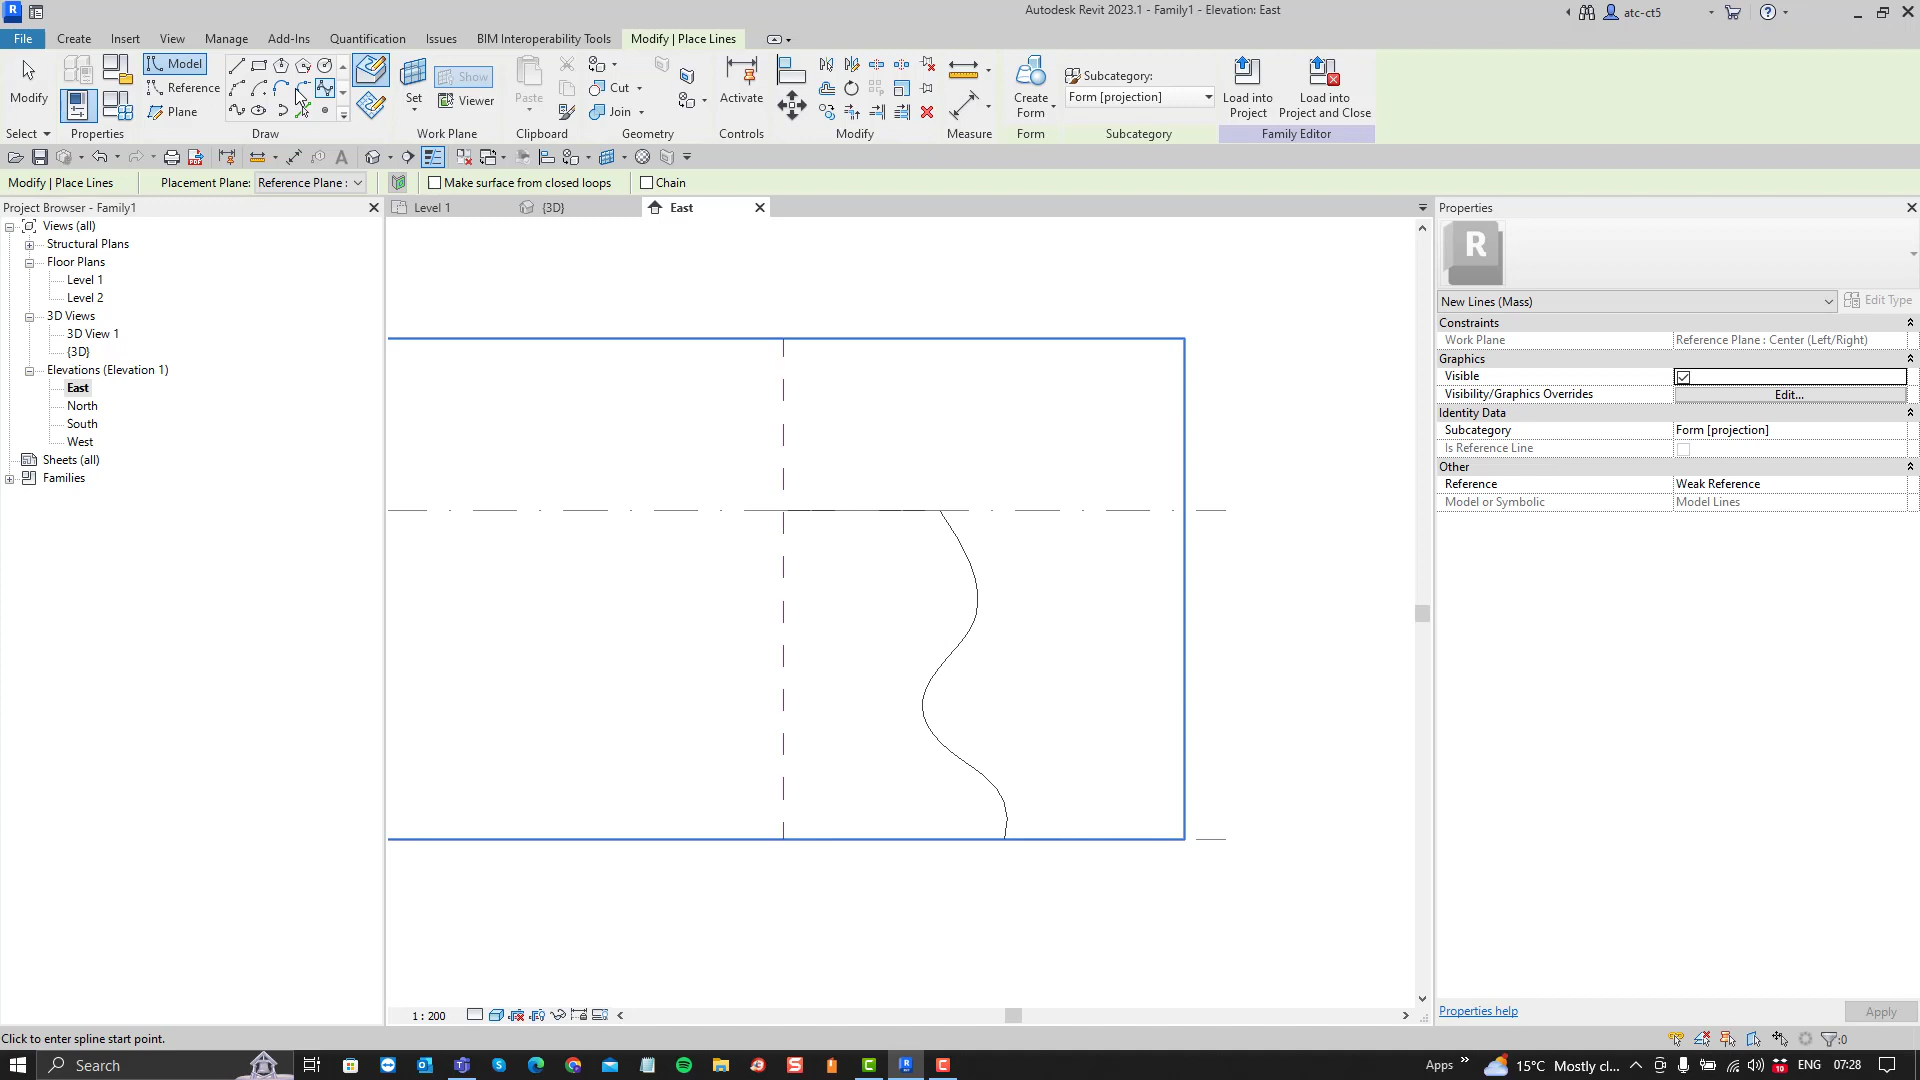 Autodesk Revit 2023.1 - Family1 - Elevation: East
atc-ct5
File
Create
Insert
View
Manage
Add-Ins
Quantification
Issues
BIM Interoperability Tools
Modify | Place Lines
Modify
Model
Reference
Plane
Set
Show
Viewer
Paste
Cut
Join
Activate
Create
Form
Subcategory:
Form [projection]
Load into
Project
Load into
Project and Close
Select
Properties
Draw
Work Plane
Clipboard
Geometry
Controls
Modify
Measure
Form
Subcategory
Family Editor
Modify | Place Lines
Placement Plane:
Reference Plane :
Make surface from closed loops
Chain
Project Browser - Family1
Level 1
{3D}
East
Properties
Views (all)
Structural Plans
Floor Plans
Level 1
Level 2
3D Views
3D View 1
{3D}
Elevations (Elevation 1)
East
North
South
West
Sheets (all)
Families
R
New Lines (Mass)
Edit Type
Constraints
Work Plane
Reference Plane : Center (Left/Right)
Graphics
Visible
Visibility/Graphics Overrides
Edit...
Identity Data
Subcategory
Form [projection]
Is Reference Line
Other
Reference
Weak Reference
Model or Symbolic
Model Lines
Properties help
Apply
1 : 200
Click to enter spline start point.
:0
Search
Apps
15°C Mostly cl...
ENG
07:28